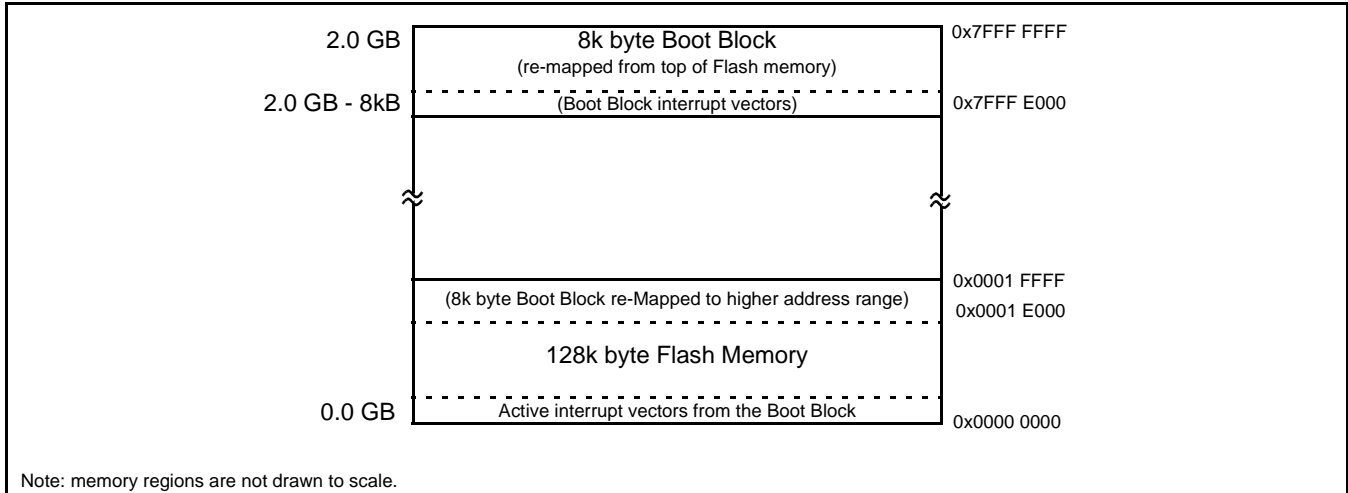 2.0 GB
8k byte Boot Block
0x7FFF FFFF
(re-mapped from top of Flash memory)
2.0 GB - 8kB
(Boot Block interrupt vectors)
0x7FFF E000
0x0001 FFFF
(8k byte Boot Block re-Mapped to higher address range)
0x0001 E000
128k byte Flash Memory
0.0 GB
Active interrupt vectors from the Boot Block
0x0000 0000
Note: memory regions are not drawn to scale.